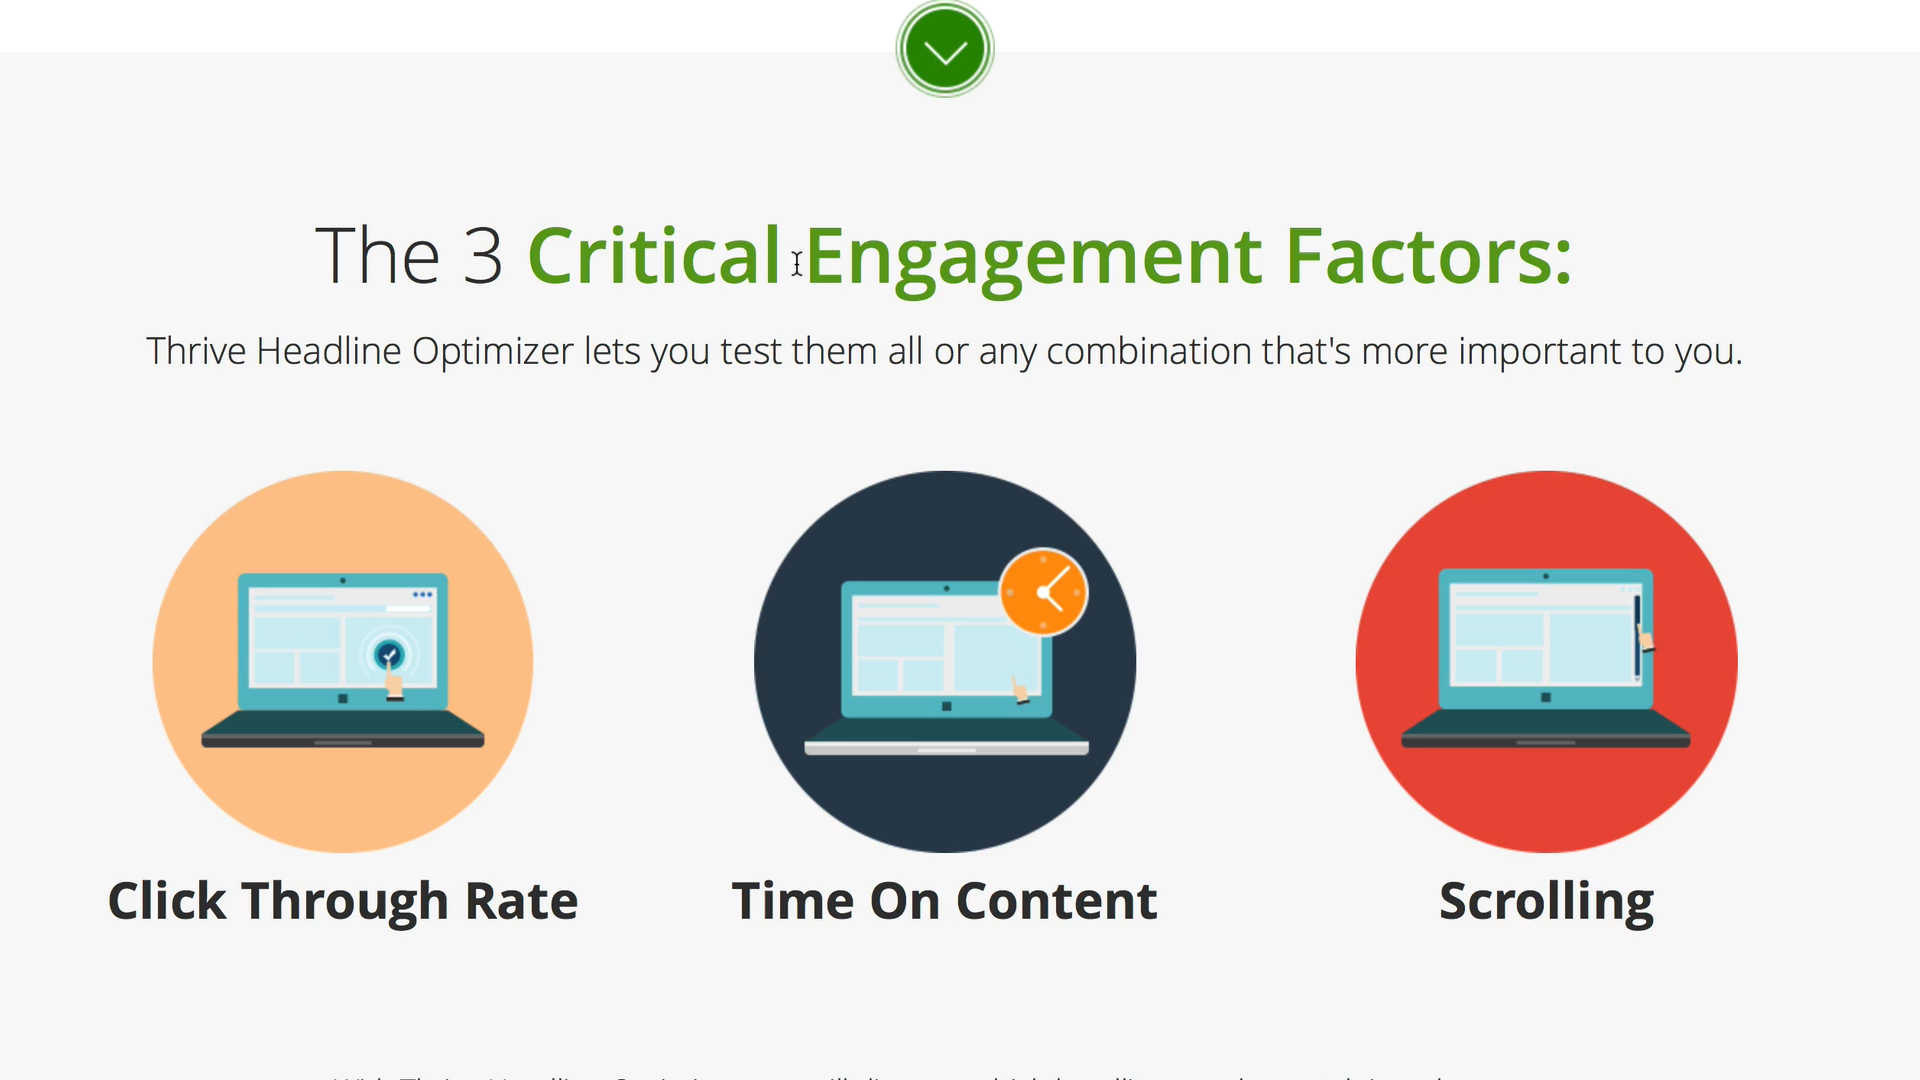 The 3 Critical Engagement Factors:
Thrive Headline Optimizer lets you test them all or any combination that's more important to you.
Click Through Rate
Time On Content
Scrolling